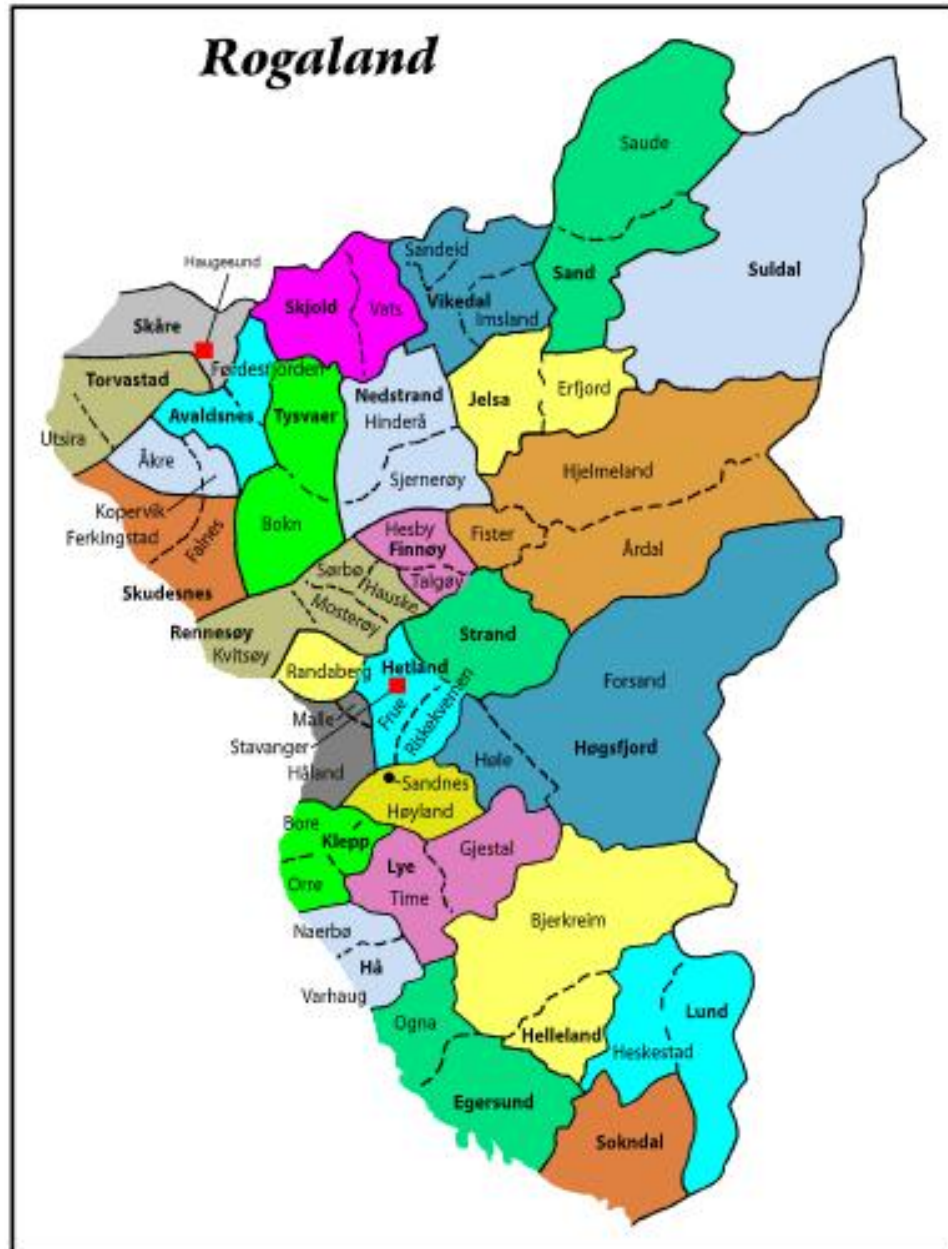 Rogaland
Saude
Suldal
Sandeid
Sand
Haugesund
Vikedal
Skjold
Vats
Imsland
Skåre
Førdesfjorden
Torvastad
Nedstrand
Jelsa
Erfjord
Avaldsnes
Tysvaer
Hinderå
Utsira
Åkre
Hjelmeland
Sjernerøy
Kopervik
Ferkingstad
Falnes
Bokn
Hesby
Fister
Finnøy
Årdal
Sørbø
Hauske
Talgøy
Skudesnes
Mosterøy
Rennesøy
Kvitsøy
Strand
Randaberg
Hetland
Forsand
Malle
Frue
Riskekvernen
Stavanger
Høgsfjord
Håland
Høle
Sandnes
Høyland
Bore
Klepp
Gjestal
Lye
Orre
Time
Naerbø
Bjerkreim
Hå
Varhaug
Ogna
Lund
Helleland
Heskestad
Egersund
Sokndal